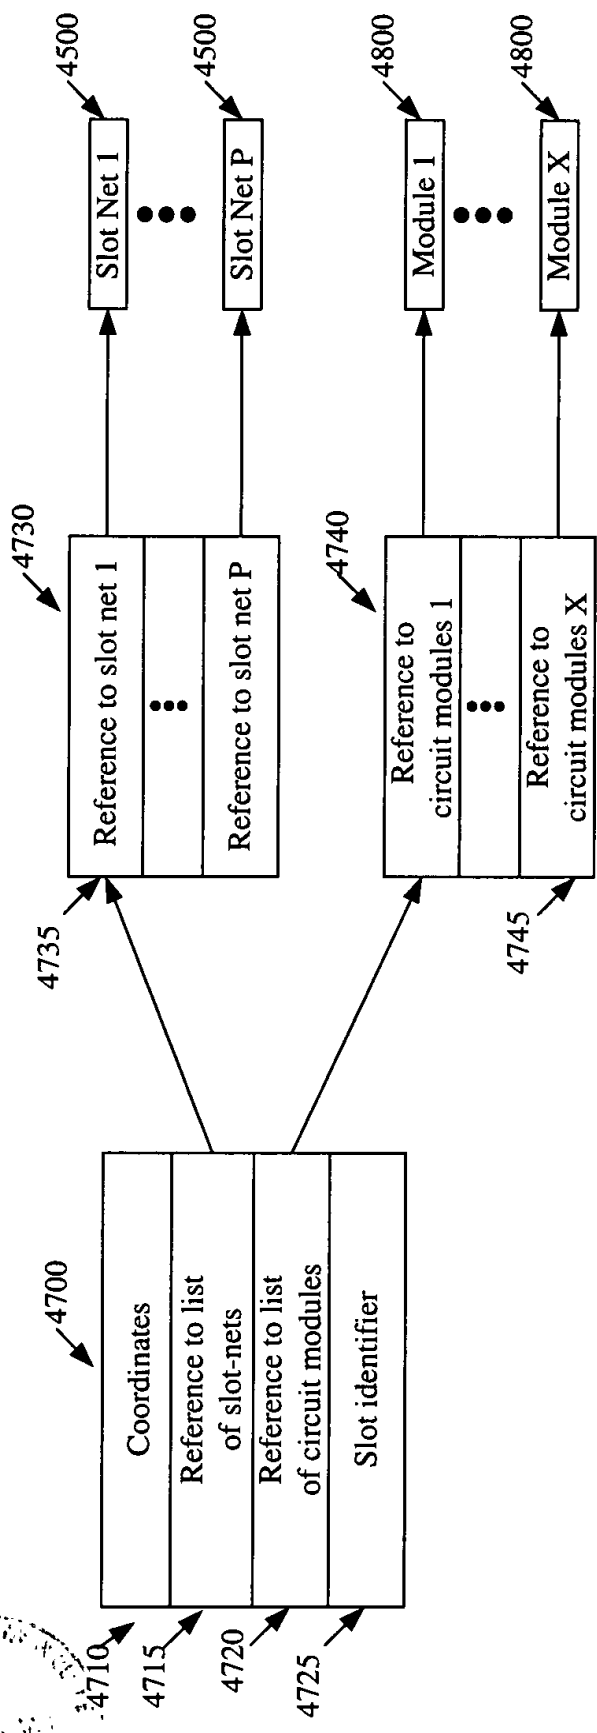 4700
4710
Coordinates
4715
Reference to list
of slot-nets
4720
Reference to list
of circuit modules
4725
Slot identifier
4730
4735
Reference to slot net 1
Reference to slot net P
4740
Reference to
circuit modules 1
4745
Reference to
circuit modules X
4500
Slot Net 1
4500
Slot Net P
4800
Module 1
4800
Module X